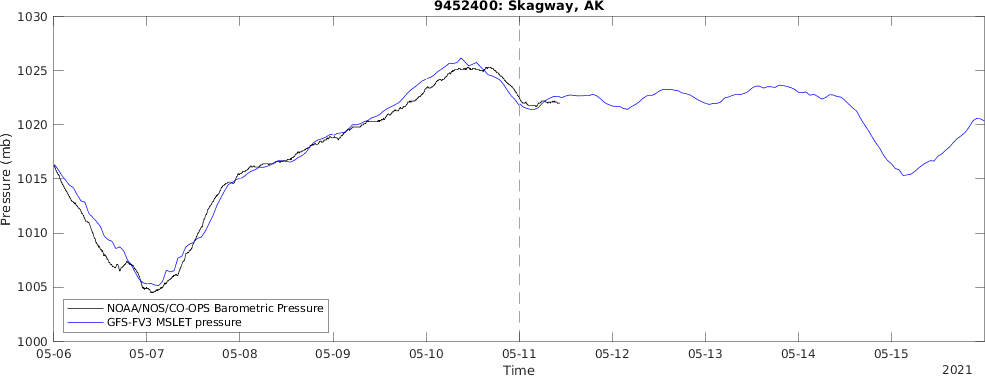 9452400: Skagway, AK
1030
1025
1020
1015
1010
1005
1000
Pressure (mb)
NOAA/NOS/CO-OPS Barometric Pressure
GFS-FV3 MSLET pressure
05-06 05-07 05-08 05-09 05-10 05-11 05-12 05-13 05-14 05-15
Time
2021